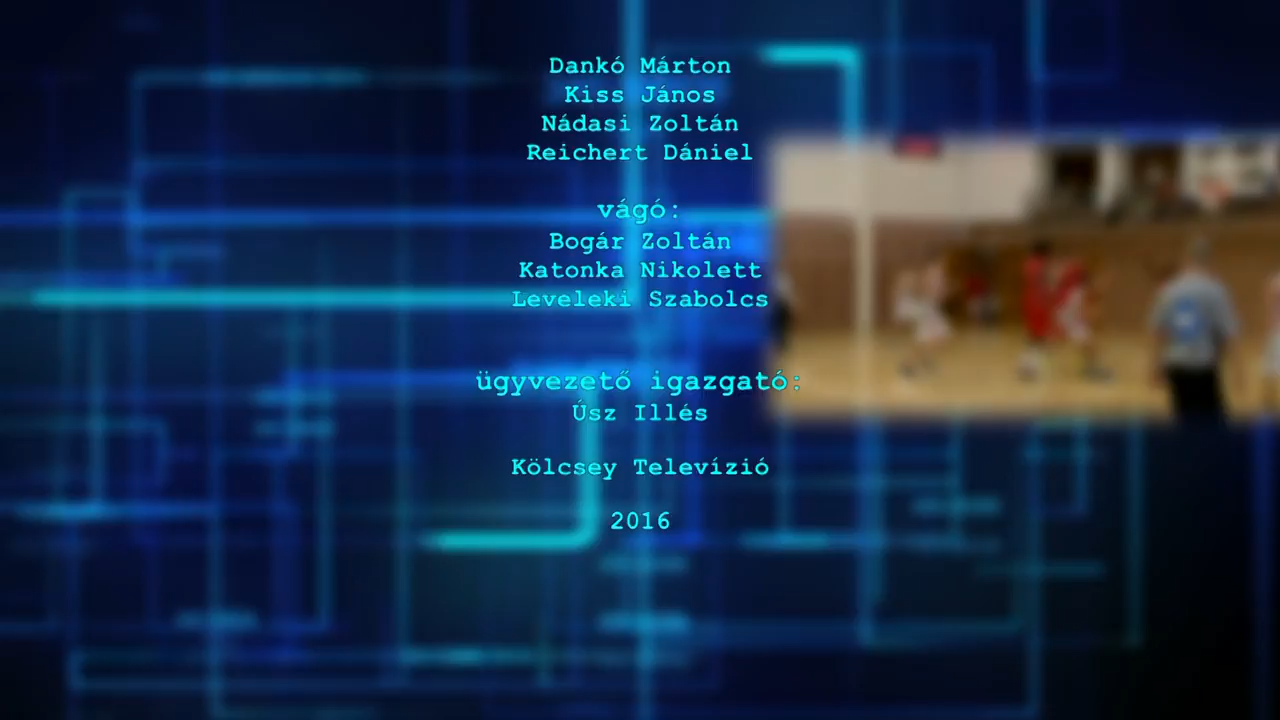 Dankó Márton
Kiss János
Nádasi Zoltán
Reichert Dániel
vágó:
Bogár Zoltán
Katonka Nikolett
Leveleki Szabolcs
ügyvezető igazgató:
Úsz Illés
Kölcsey Televízió
2016